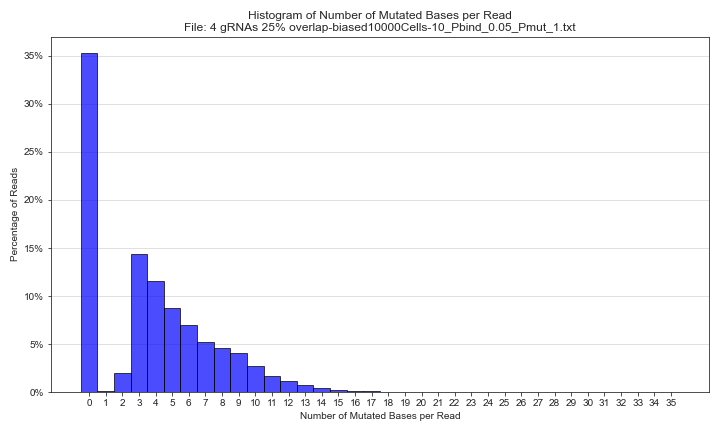 Histogram of Number of Mutated Bases per Read
File: 4 gRNAs 25% overlap-biased10000Cells-10_Pbind_0.05_Pmut_1.txt
35%
30%
25%
20%
15%
10%
5%
0%
Percentage of Reads
0 1 2 3 4 5 6 7 8 9 10 11 12 13 14 15 16 17 18 19 20 21 22 23 24 25 26 27 28 29 30 31 32 33 34 35
Number of Mutated Bases per Read